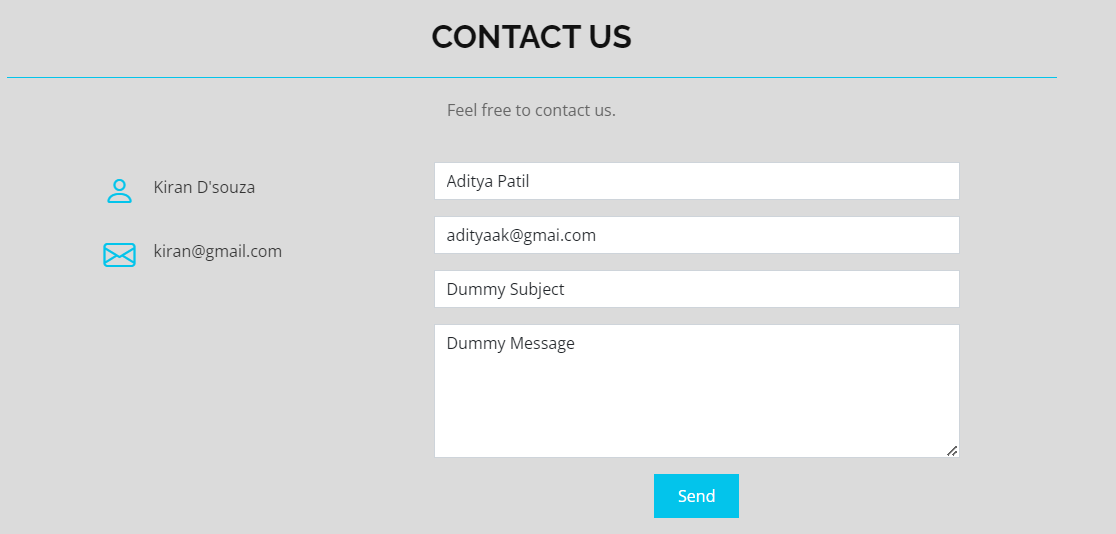 CONTACT US
Feel free to contact us.
Kiran D'souza
kiran@gmail.com
Aditya Patil
adityaak@gmai.com
Dummy Subject
Dummy Message
Send